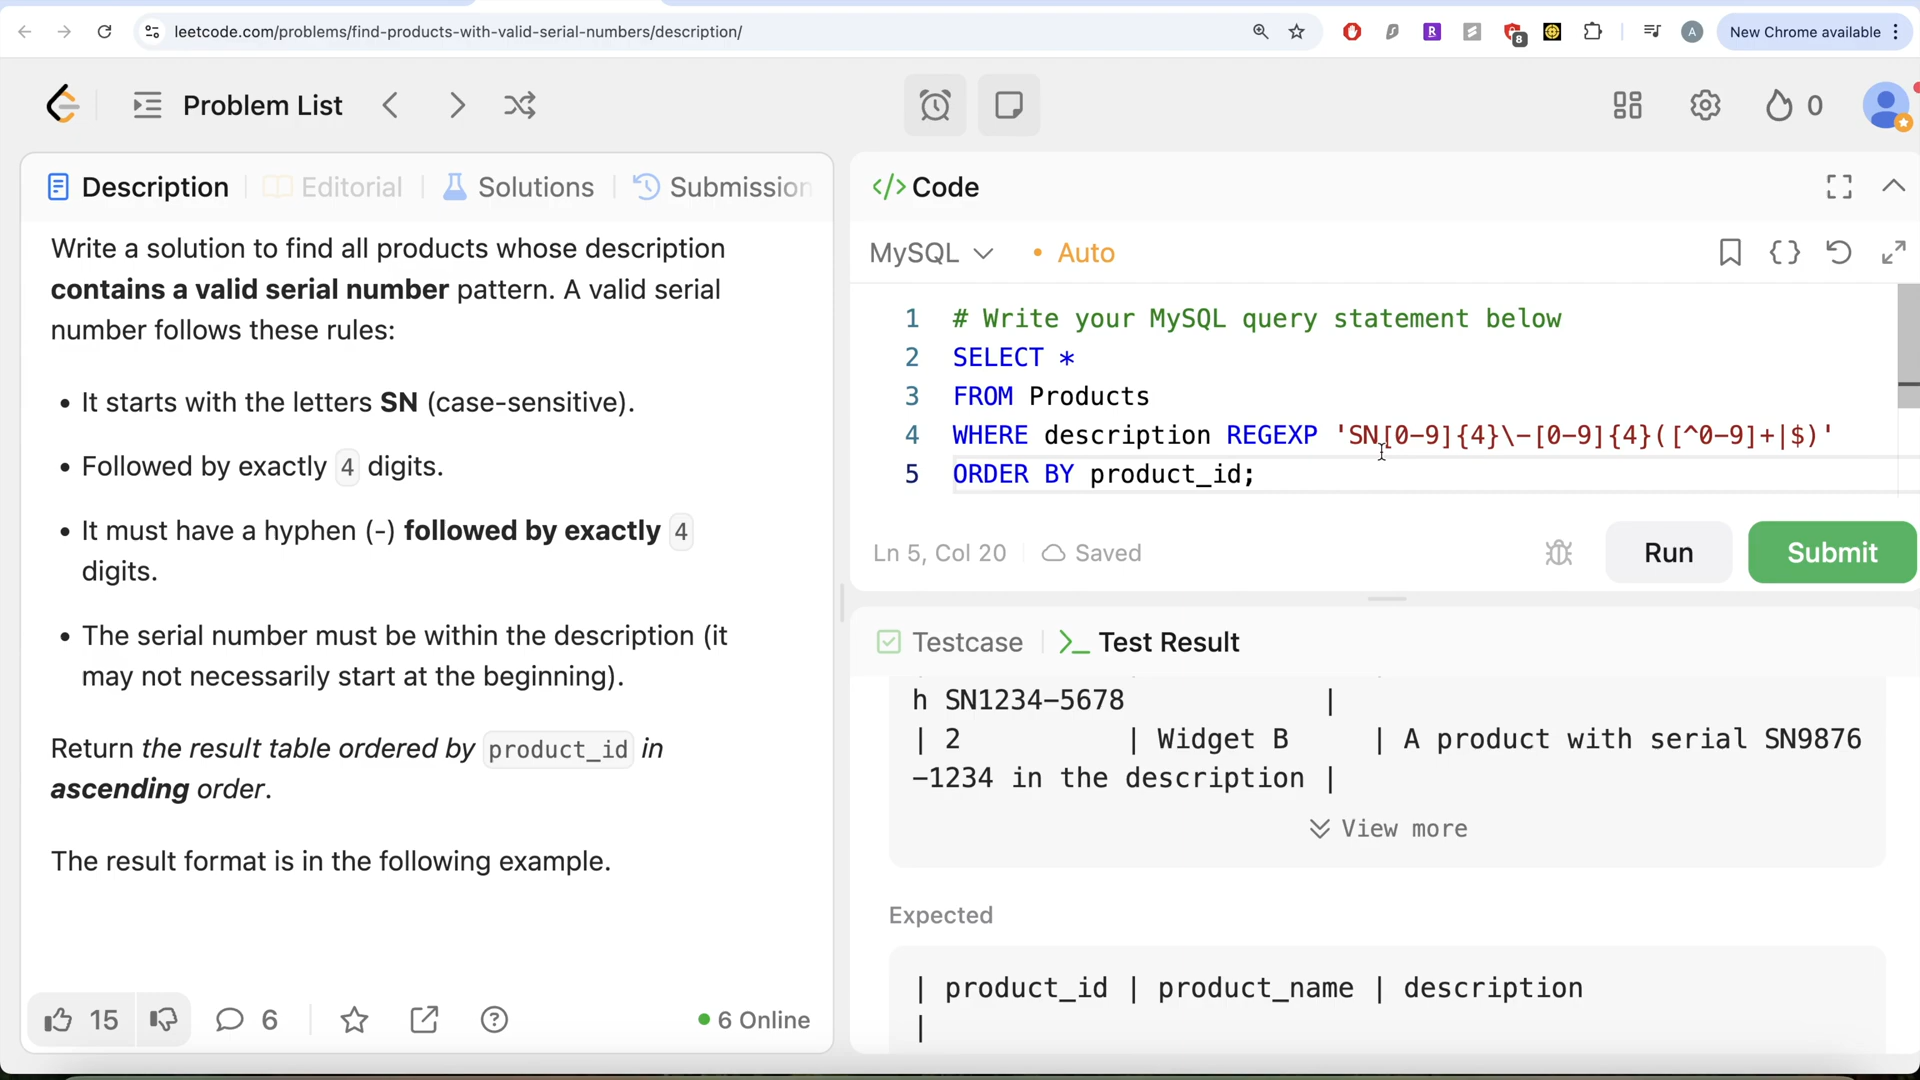 leetcode.com/problems/find-products-with-valid-serial-numbers/description/
8
A
New Chrome available
Problem List
0
Description
Editorial
Solutions
Submission
Write a solution to find all products whose description
contains a valid serial number pattern. A valid serial
number follows these rules:
• It starts with the letters SN (case-sensitive).
• Followed by exactly 4 digits.
• It must have a hyphen (-) followed by exactly 4
digits.
• The serial number must be within the description (it
may not necessarily start at the beginning).
Return the result table ordered by product_id in
ascending order.
The result format is in the following example.
15
6
6 Online
</> Code
MySQL
• Auto
1 # Write your MySQL query statement below
2 SELECT *
3 FROM Products
4 WHERE description REGEXP 'SN[0-9]{4}\-[0-9]{4}([^0-9]+|$)'
5 ORDER BY product_id;
Ln 5, Col 20
Saved
Run
Submit
Testcase
Test Result
h SN1234-5678 |
| 2 | Widget B | A product with serial SN9876
-1234 in the description |
View more
Expected
| product_id | product_name | description
|